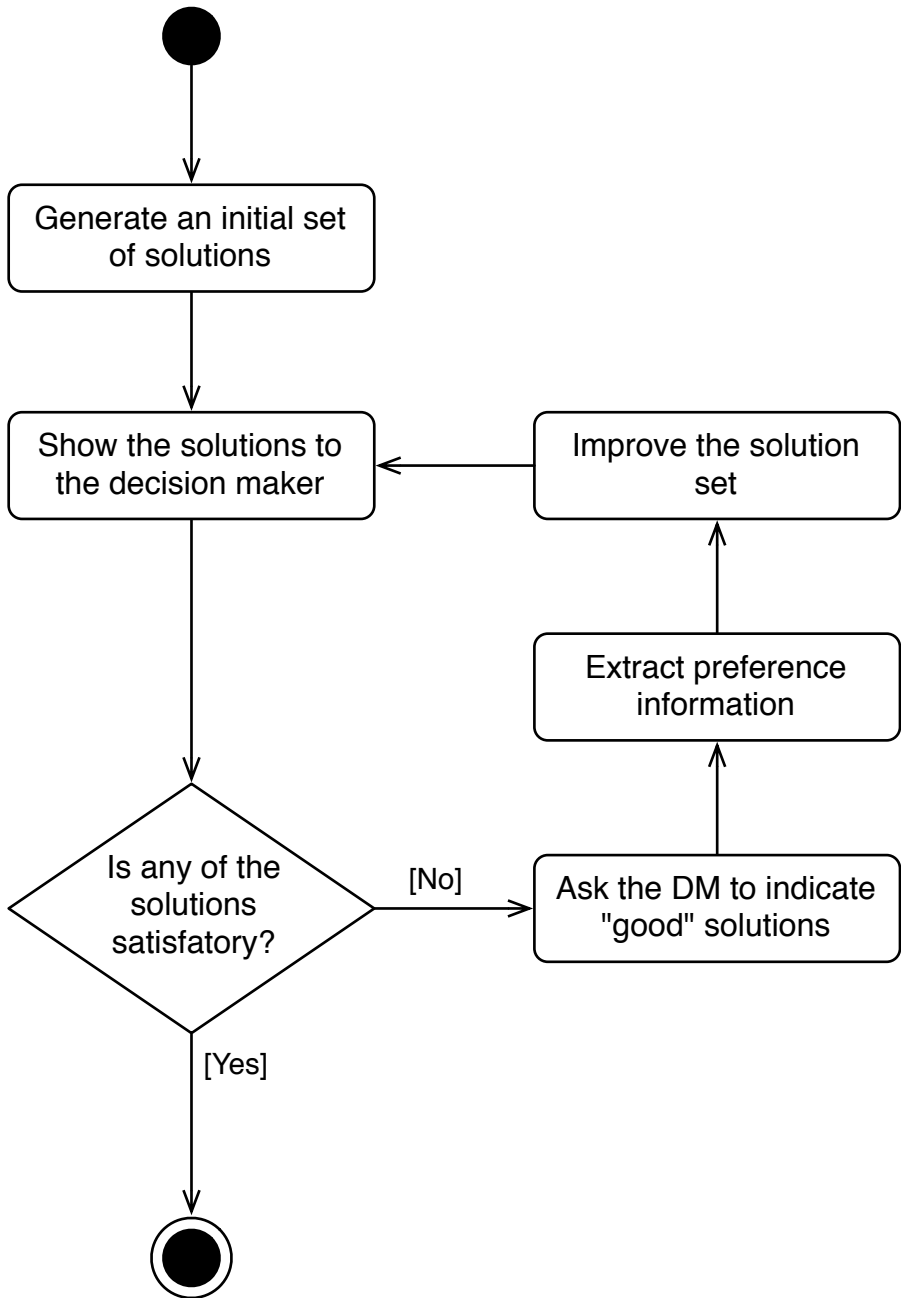 Generate an initial set
of solutions
Show the solutions to
the decision maker
Improve the solution
set
Extract preference
information
Is any of the
solutions
satisfatory?
[No]
Ask the DM to indicate
"good" solutions
[Yes]